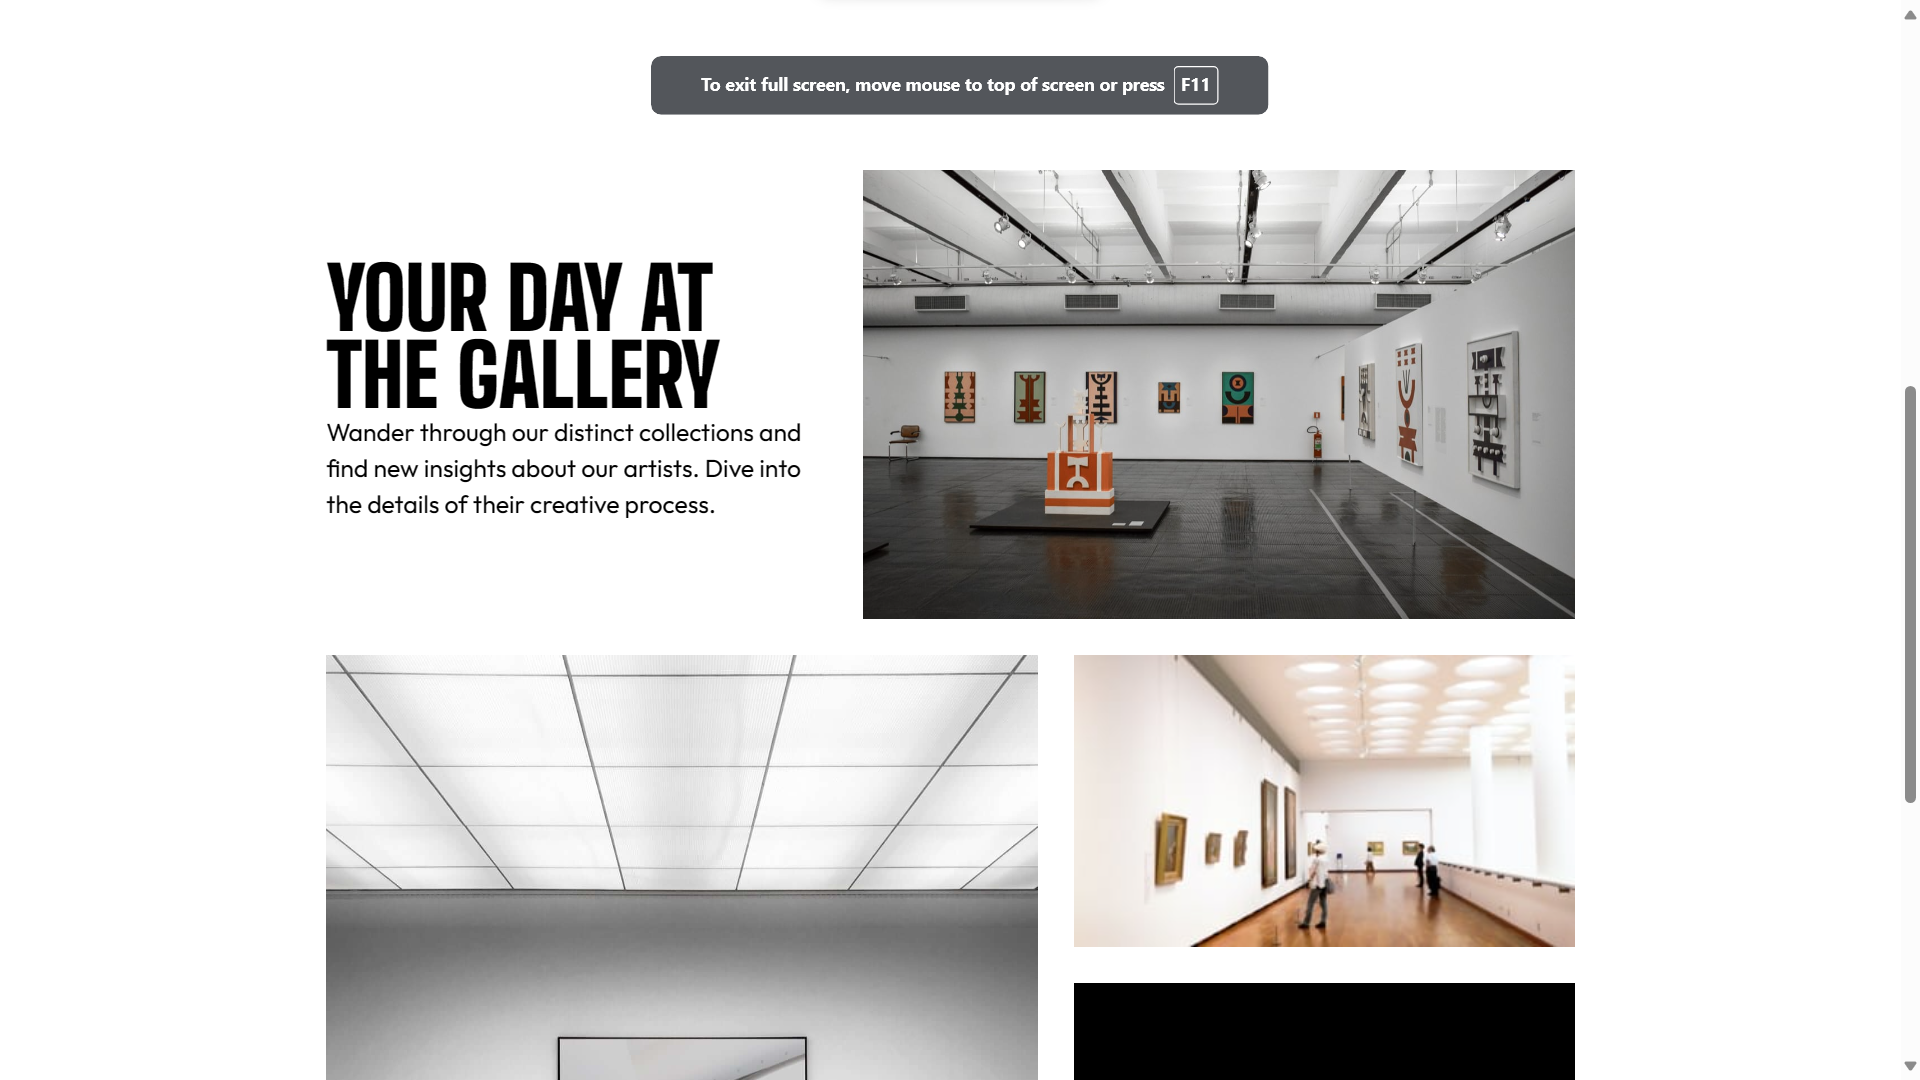 To exit full screen, move mouse to top of screen or press F11
YOUR DAY AT
THE GALLERY
Wander through our distinct collections and
find new insights about our artists. Dive into
the details of their creative process.